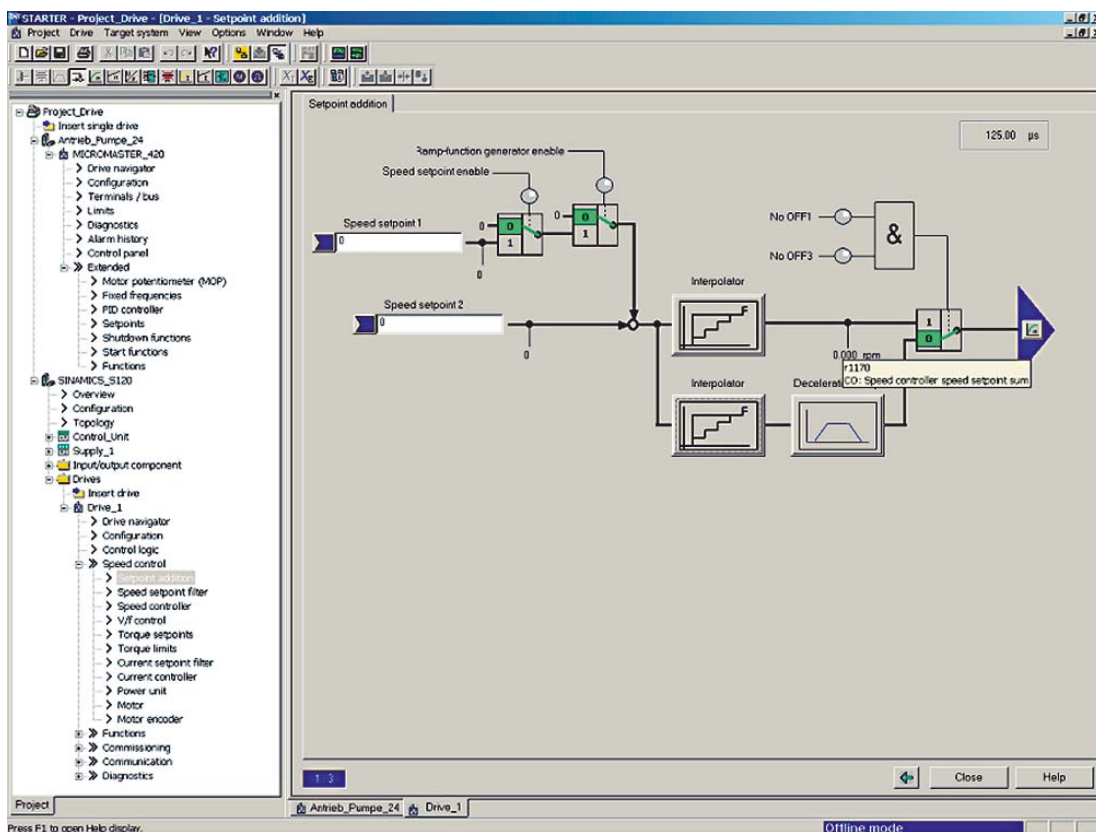 STARTER - Project_Drive - [Drive_1 - Setpoint addition]
Project Drive Target system View Options Window Help
Project_Drive
Insert single drive
Antrieb_Pumpe_24
MICROMASTER_420
Drive navigator
Configuration
Terminals / bus
Limits
Diagnostics
Alarm history
Control panel
Extended
Motor potentiometer (MOP)
Fixed frequencies
PID controller
Setpoints
Shutdown functions
Start functions
Functions
SINAMICS_S120
Overview
Configuration
Topology
Control_Unit
Supply_1
Input/output component
Drives
Insert drive
Drive_1
Drive navigator
Configuration
Control logic
Speed control
Setpoint addition
Speed setpoint filter
Speed controller
V/f control
Torque setpoints
Torque limits
Current setpoint filter
Current controller
Power unit
Motor
Motor encoder
Functions
Commissioning
Communication
Diagnostics
Project
Setpoint addition
125.00 µs
Ramp-function generator enable
Speed setpoint enable
Speed setpoint 1
0
0
0
1
0
0
1
0
Speed setpoint 2
0
0
No OFF1
No OFF3
&
Interpolator
1
0
0.000 rpm
r1170
CO: Speed controller speed setpoint sum
Interpolator
1 : 3
Close
Help
Antrieb_Pumpe_24
Drive_1
Press F1 to open Help display.
Offline mode